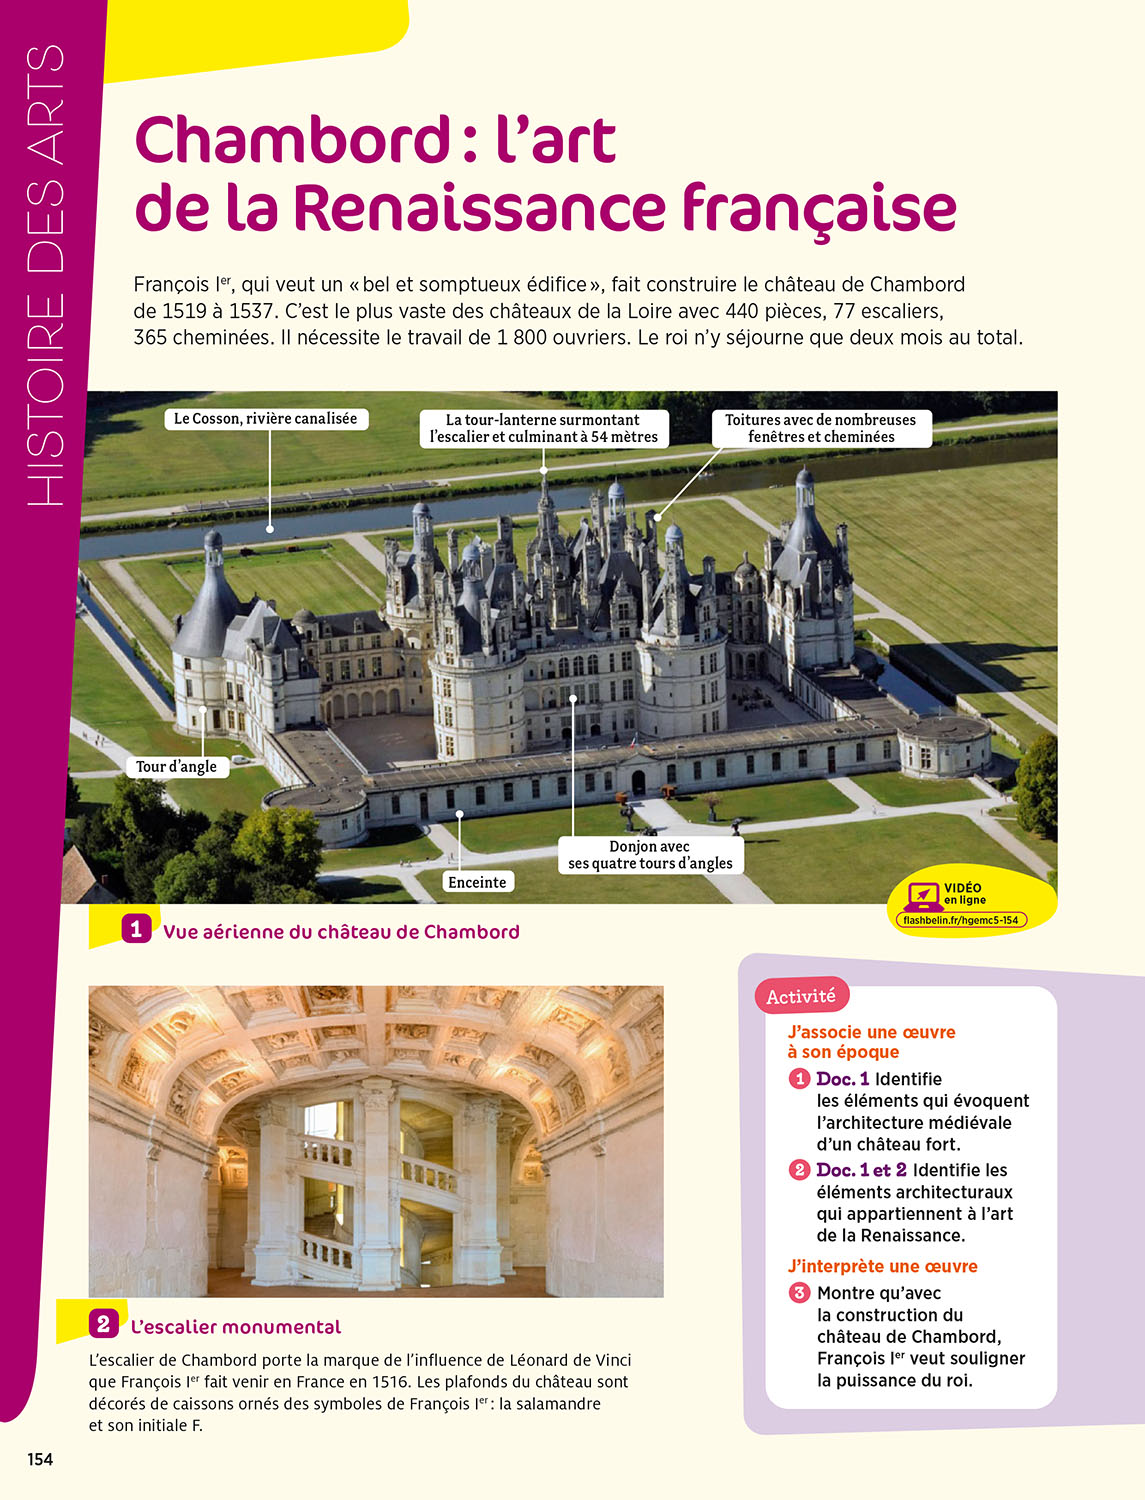 HISTOIRE DES ARTS
Chambord : l’art
de la Renaissance française
François Ier, qui veut un « bel et somptueux édifice », fait construire le château de Chambord
de 1519 à 1537. C’est le plus vaste des châteaux de la Loire avec 440 pièces, 77 escaliers,
365 cheminées. Il nécessite le travail de 1 800 ouvriers. Le roi n’y séjourne que deux mois au total.
Le Cosson, rivière canalisée
La tour-lanterne surmontant
l’escalier et culminant à 54 mètres
Toitures avec de nombreuses
fenêtres et cheminées
Tour d’angle
Enceinte
Donjon avec
ses quatre tours d’angles
VIDÉO
en ligne
flashbelin.fr/hgemc5-154
1 Vue aérienne du château de Chambord
2 L’escalier monumental
L’escalier de Chambord porte la marque de l’influence de Léonard de Vinci
que François Ier fait venir en France en 1516. Les plafonds du château sont
décorés de caissons ornés des symboles de François Ier : la salamandre
et son initiale F.
Activité
J’associe une œuvre
à son époque
1 Doc. 1 Identifie
les éléments qui évoquent
l’architecture médiévale
d’un château fort.
2 Doc. 1 et 2 Identifie les
éléments architecturaux
qui appartiennent à l’art
de la Renaissance.
J’interprète une œuvre
3 Montre qu’avec
la construction du
château de Chambord,
François Ier veut souligner
la puissance du roi.
154